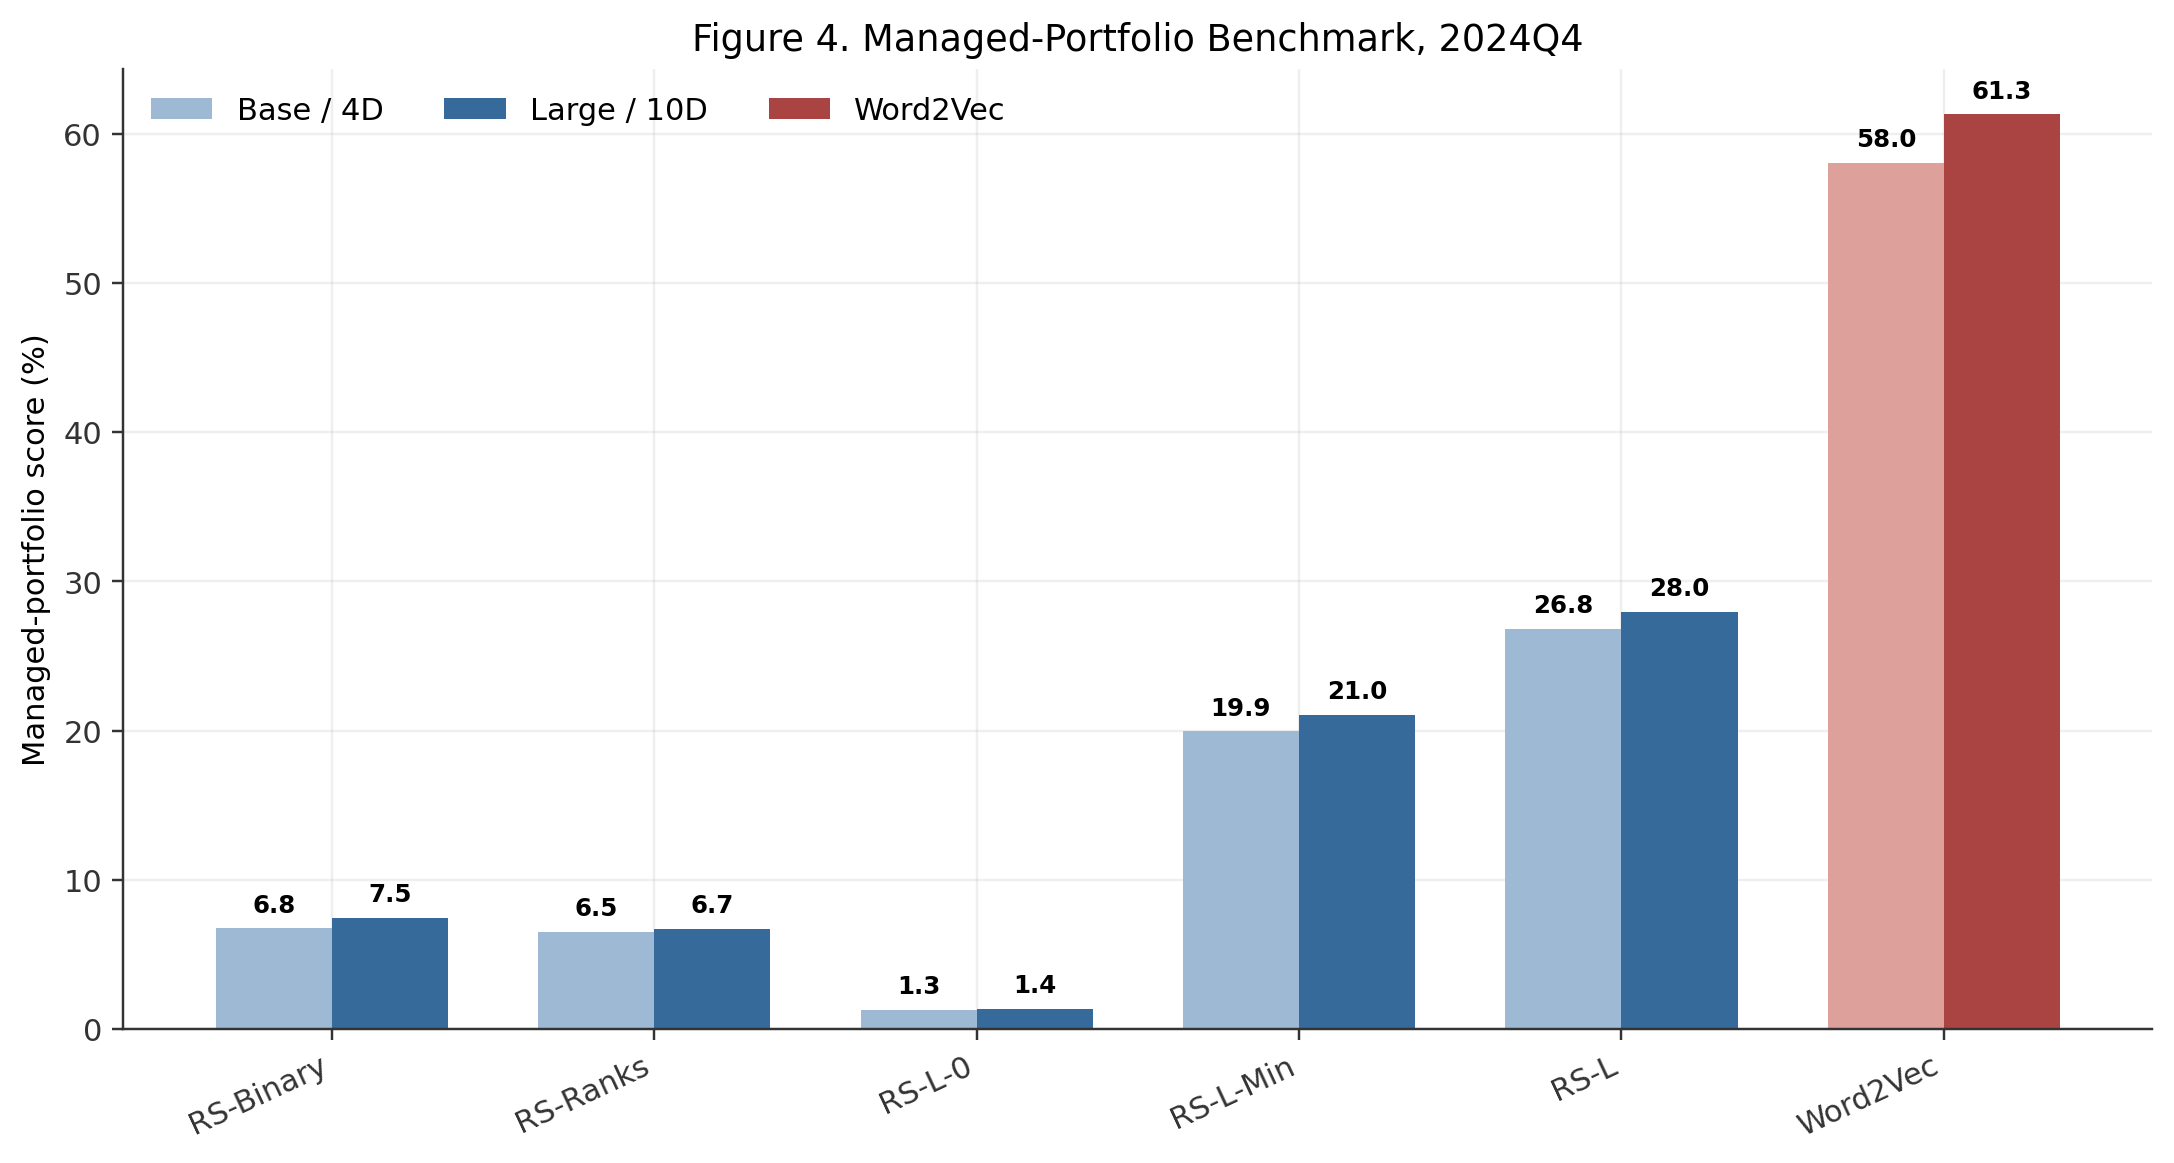 Figure 4. Managed-Portfolio Benchmark, 2024Q4
Base / 4D
Large / 10D
Word2Vec
Managed-portfolio score (%)
60
50
40
30
20
10
0
6.8
7.5
6.5
6.7
1.3
1.4
19.9
21.0
26.8
28.0
58.0
61.3
RS-Binary
RS-Ranks
RS-L-0
RS-L-Min
RS-L
Word2Vec